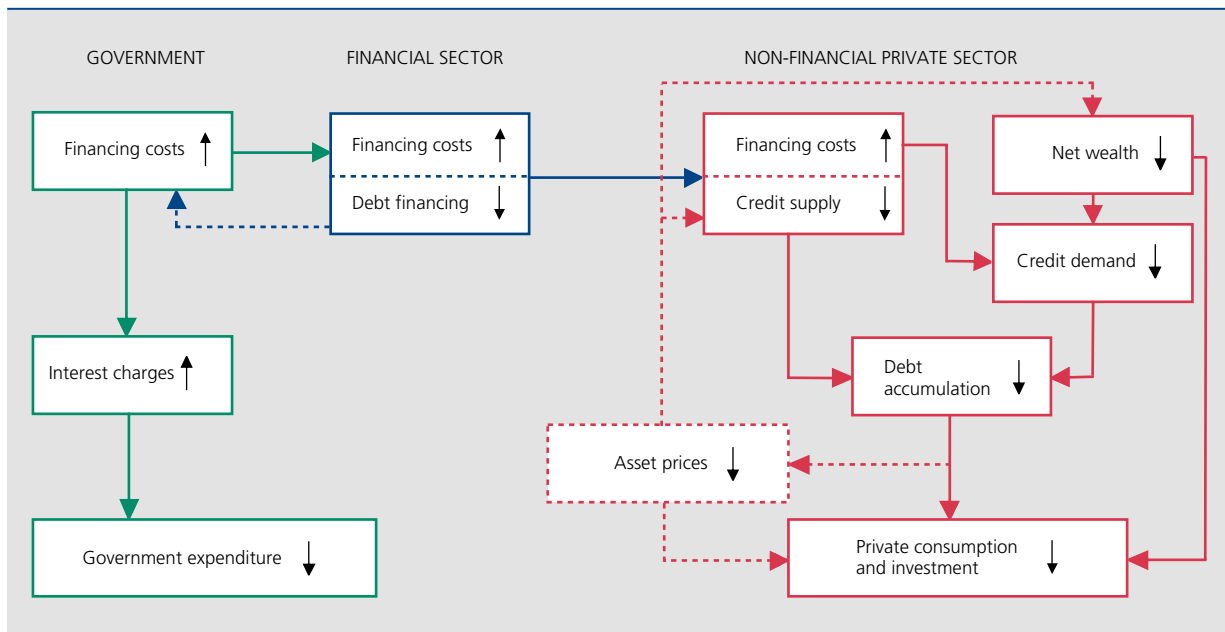 GOVERNMENT
FINANCIAL SECTOR
NON-FINANCIAL PRIVATE SECTOR
Financing costs
Financing costs
Debt financing
Financing costs
Credit supply
Net wealth
Credit demand
Interest charges
Debt
accumulation
Asset prices
Government expenditure
Private consumption
and investment